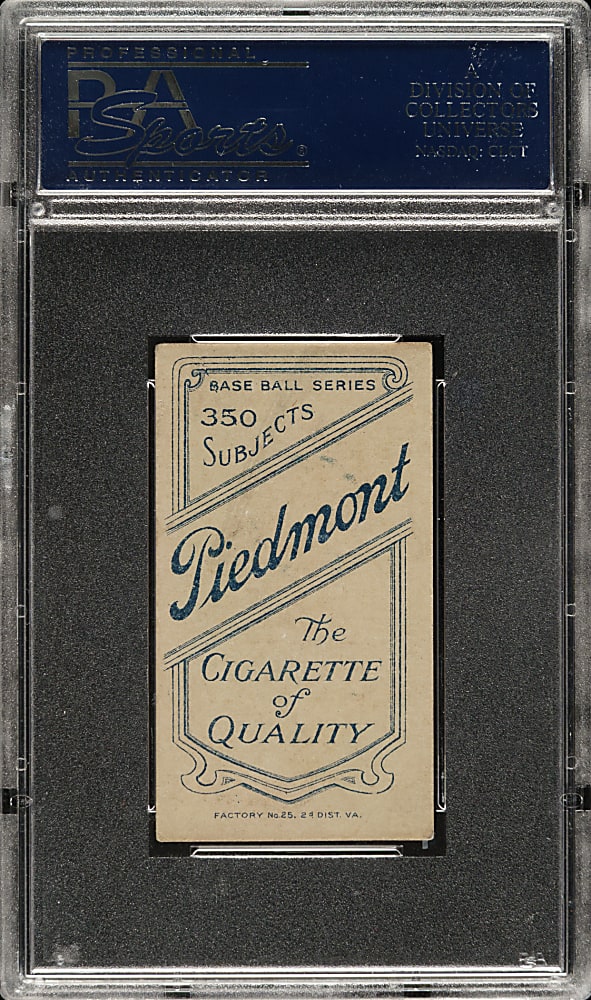 PROFESSIONAL
PSA
Sports®
AUTHENTICATOR
A
DIVISION OF
COLLECTORS
UNIVERSE
NASDAQ: CLCT
BASE BALL SERIES
350
SUBJECTS
Piedmont
The
CIGARETTE
of
QUALITY
FACTORY No. 25, 2d DIST. VA.
PSA